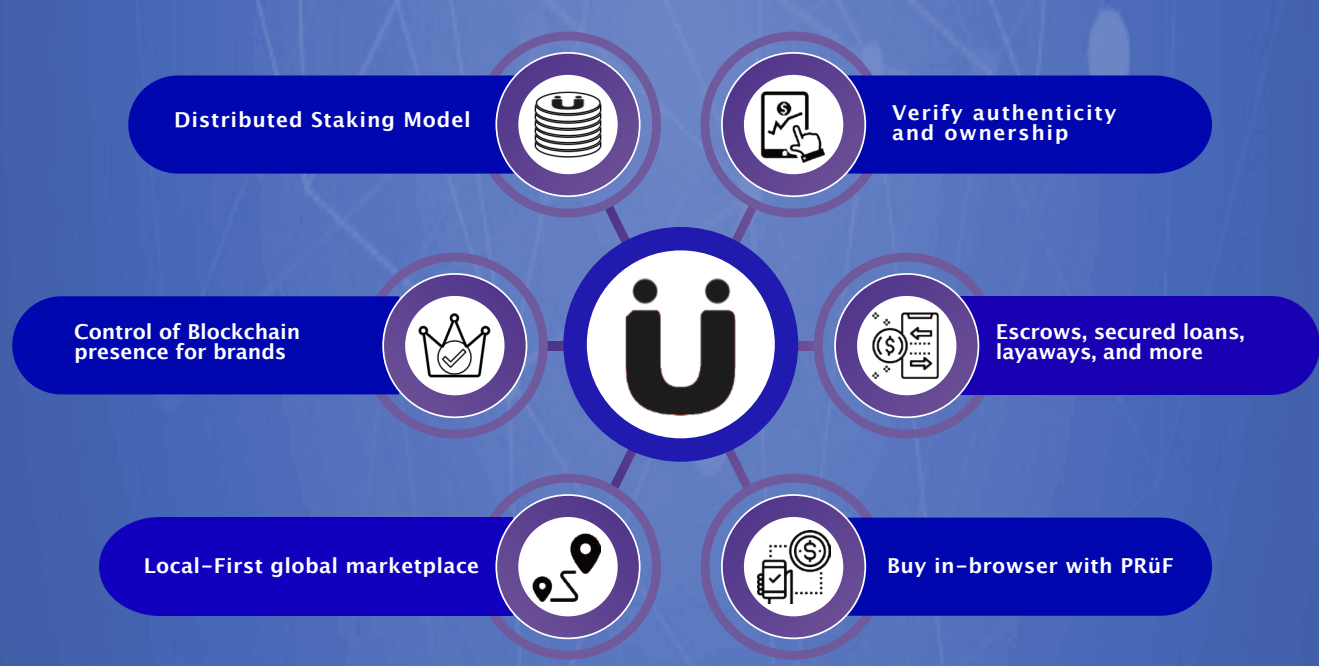 Distributed Staking Model
Verify authenticity
and ownership
Control of Blockchain
presence for brands
ü
Escrows, secured loans,
layaways, and more
Local-First global marketplace
Buy in-browser with PRüF